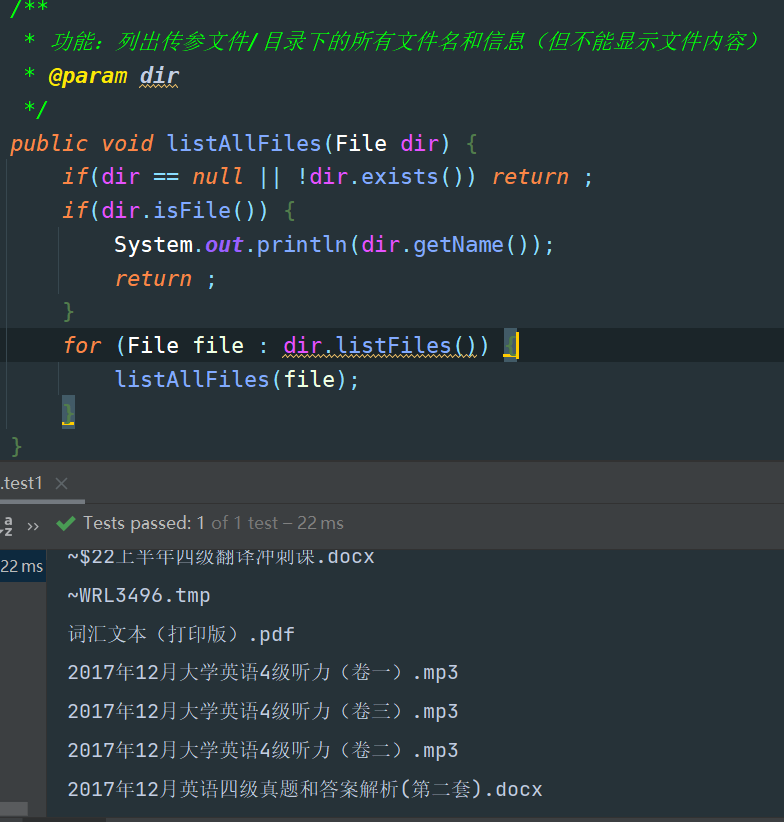 /**
 * 功能：列出传参文件/目录下的所有文件名和信息（但不能显示文件内容）
 * @param dir
 */
public void listAllFiles(File dir) {
    if(dir == null || !dir.exists()) return ;
    if(dir.isFile()) {
        System.out.println(dir.getName());
        return ;
    }
    for (File file : dir.listFiles()) {
        listAllFiles(file);
    }
}
.test1
Tests passed: 1 of 1 test – 22 ms
22 ms
~$22上半年四级翻译冲刺课.docx
~WRL3496.tmp
词汇文本（打印版）.pdf
2017年12月大学英语4级听力（卷一）.mp3
2017年12月大学英语4级听力（卷三）.mp3
2017年12月大学英语4级听力（卷二）.mp3
2017年12月英语四级真题和答案解析(第二套).docx